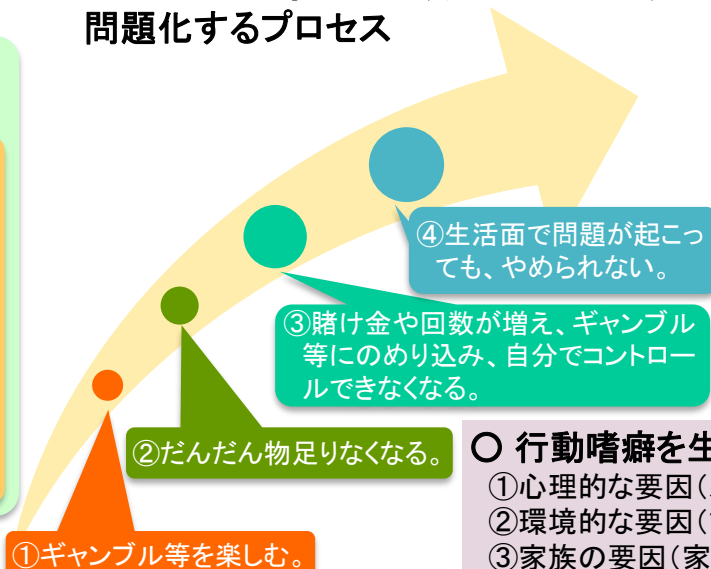 問題化するプロセス
④生活面で問題が起こっ
ても、やめられない。
③賭け金や回数が増え、ギャンブル
等にのめり込み、自分でコントロー
ルできなくなる。
②だんだん物足りなくなる。
①ギャンブル等を楽しむ。
○ 行動嗜癖を生
①心理的な要因(
②環境的な要因(
③家族の要因(家